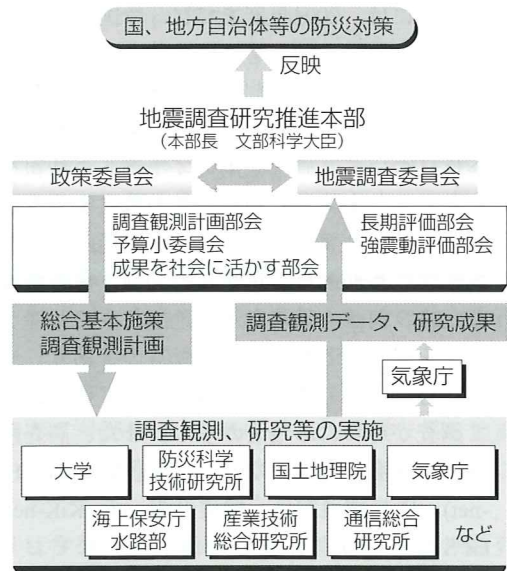 国、地方自治体等の防災対策
反映
地震調査研究推進本部
(本部長 文部科学大臣)
政策委員会
地震調査委員会
調査観測計画部会
予算小委員会
成果を社会に活かす部会
長期評価部会
強震動評価部会
総合基本施策
調査観測計画
調査観測データ、研究成果
気象庁
調査観測、研究等の実施
大学
防災科学
技術研究所
国土地理院
気象庁
海上保安庁
水路部
産業技術
総合研究所
通信総合
研究所
など